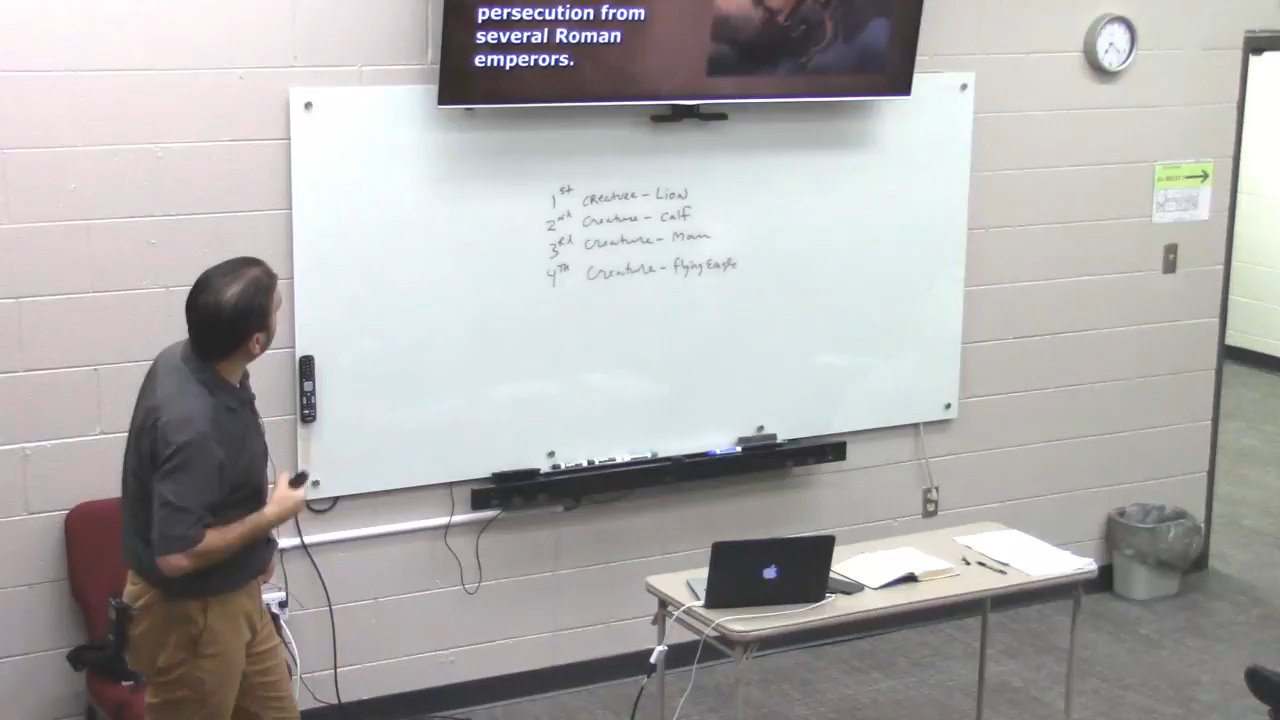 persecution from
several Roman
emperors.
1st Creature - Lion
2nd Creature - Calf
3rd Creature - Man
4th Creature - Flying Eagle